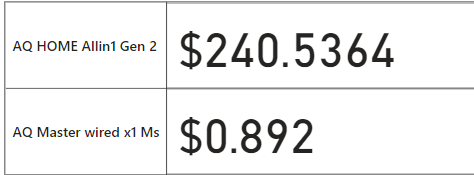 AQ HOME Allin1 Gen 2 $240.5364
AQ Master wired x1 Ms $0.892